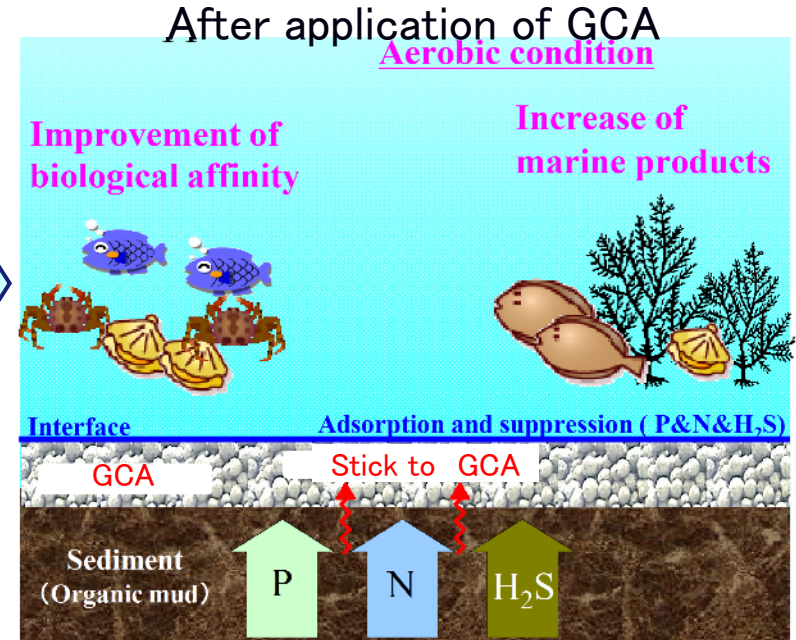 After application of GCA
Aerobic condition
Improvement of
biological affinity
Increase of
marine products
Interface
Adsorption and suppression ( P&N&H₂S)
GCA
Stick to GCA
Sediment
(Organic mud)
P
N
H₂S